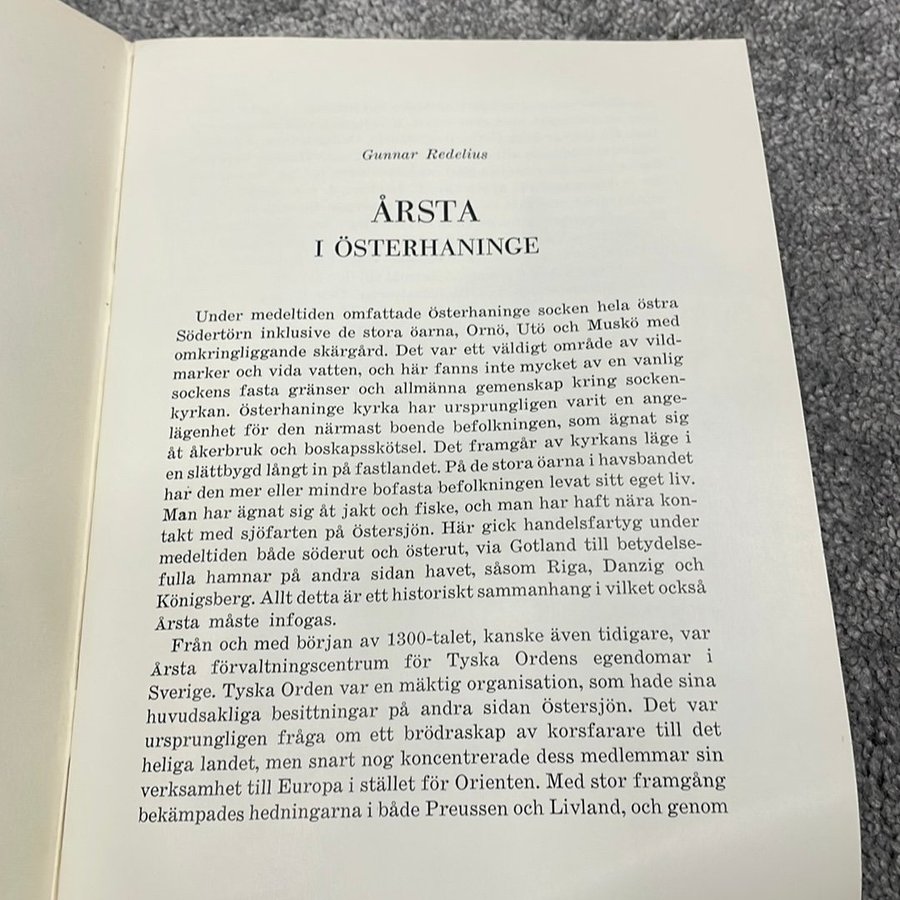 Gunnar Redelius
ÅRSTA
I ÖSTERHANINGE
Under medeltiden omfattade Österhaninge socken hela östra
Södertörn inklusive de stora öarna, Ornö, Utö och Muskö med
omkringliggande skärgård. Det var ett väldigt område av vild-
marker och vida vatten, och här fanns inte mycket av en vanlig
sockens fasta gränser och allmänna gemenskap kring socken-
kyrkan. Österhaninge kyrka har ursprungligen varit en ange-
lägenhet för den närmast boende befolkningen, som ägnat sig
åt åkerbruk och boskapsskötsel. Det framgår av kyrkans läge i
en slättbygd långt in på fastlandet. På de stora öarna i havsbandet
har den mer eller mindre bofasta befolkningen levat sitt eget liv.
Man har ägnat sig åt jakt och fiske, och man har haft nära kon-
takt med sjöfarten på Östersjön. Här gick handelsfartyg under
medeltiden både söderut och österut, via Gotland till betydelse-
fulla hamnar på andra sidan havet, såsom Riga, Danzig och
Königsberg. Allt detta är ett historiskt sammanhang i vilket också
Årsta måste infogas.
Från och med början av 1300-talet, kanske även tidigare, var
Årsta förvaltningscentrum för Tyska Ordens egendomar i
Sverige. Tyska Orden var en mäktig organisation, som hade sina
huvudsakliga besittningar på andra sidan Östersjön. Det var
ursprungligen fråga om ett brödraskap av korsfarare till det
heliga landet, men snart nog koncentrerade dess medlemmar sin
verksamhet till Europa i stället för Orienten. Med stor framgång
bekämpades hedningarna i både Preussen och Livland, och genom